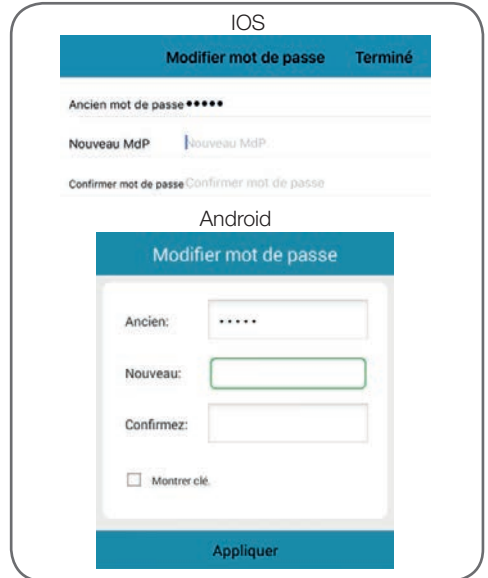 IOS
Modifier mot de passe Terminé
Ancien mot de passe •••••
Nouveau MdP Nouveau MdP
Confirmer mot de passe Confirmer mot de passe
Android
Modifier mot de passe
Ancien: •••••
Nouveau:
Confirmez:
Montrer clé.
Appliquer